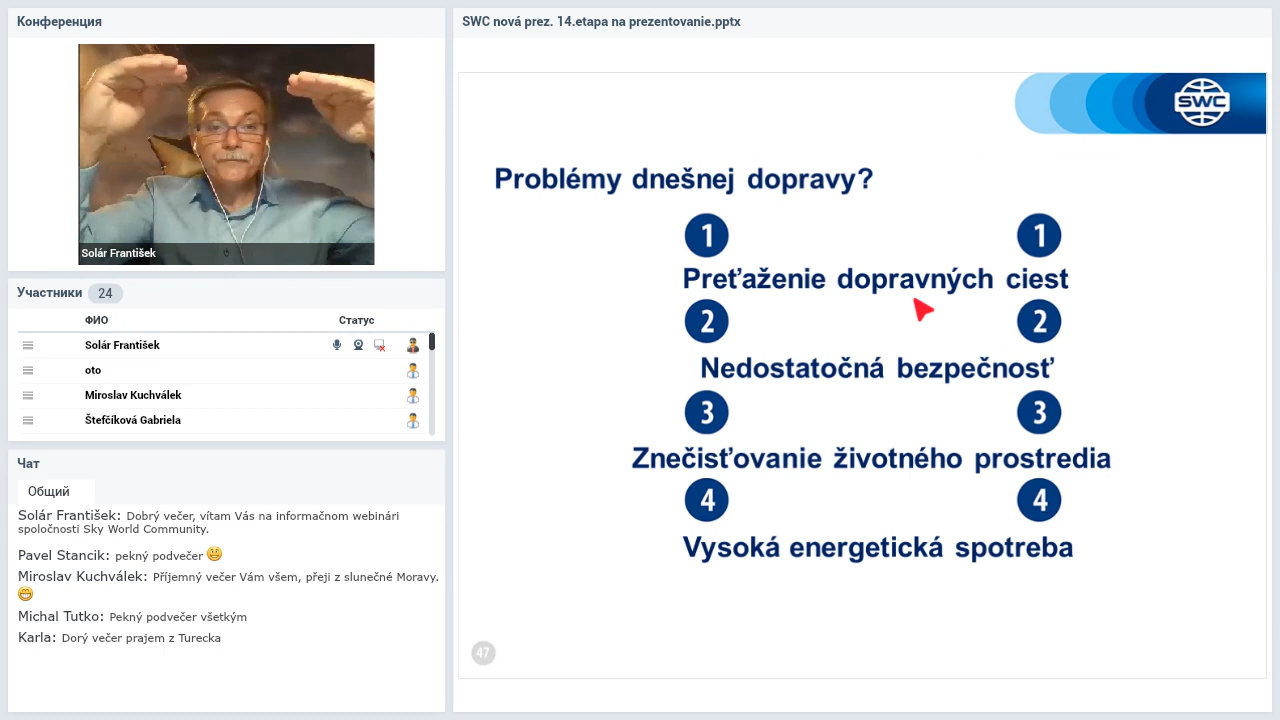 Конференция
Solár František
Участники 24
ФИО Статус
Solár František
oto
Miroslav Kuchválek
Štefčíková Gabriela
Чат
Общий
Solár František: Dobrý večer, vítam Vás na informačnom webinári
spoločnosti Sky World Community.
Pavel Stancik: pekný podvečer
Miroslav Kuchválek: Příjemný večer Vám všem, přeji z slunečné Moravy.
Michal Tutko: Pekný podvečer všetkým
Karla: Dorý večer prajem z Turecka
SWC nová prez. 14.etapa na prezentovanie.pptx
SWC
Problémy dnešnej dopravy?
1 1
Preťaženie dopravných ciest
2 2
Nedostatočná bezpečnosť
3 3
Znečisťovanie životného prostredia
4 4
Vysoká energetická spotreba
47